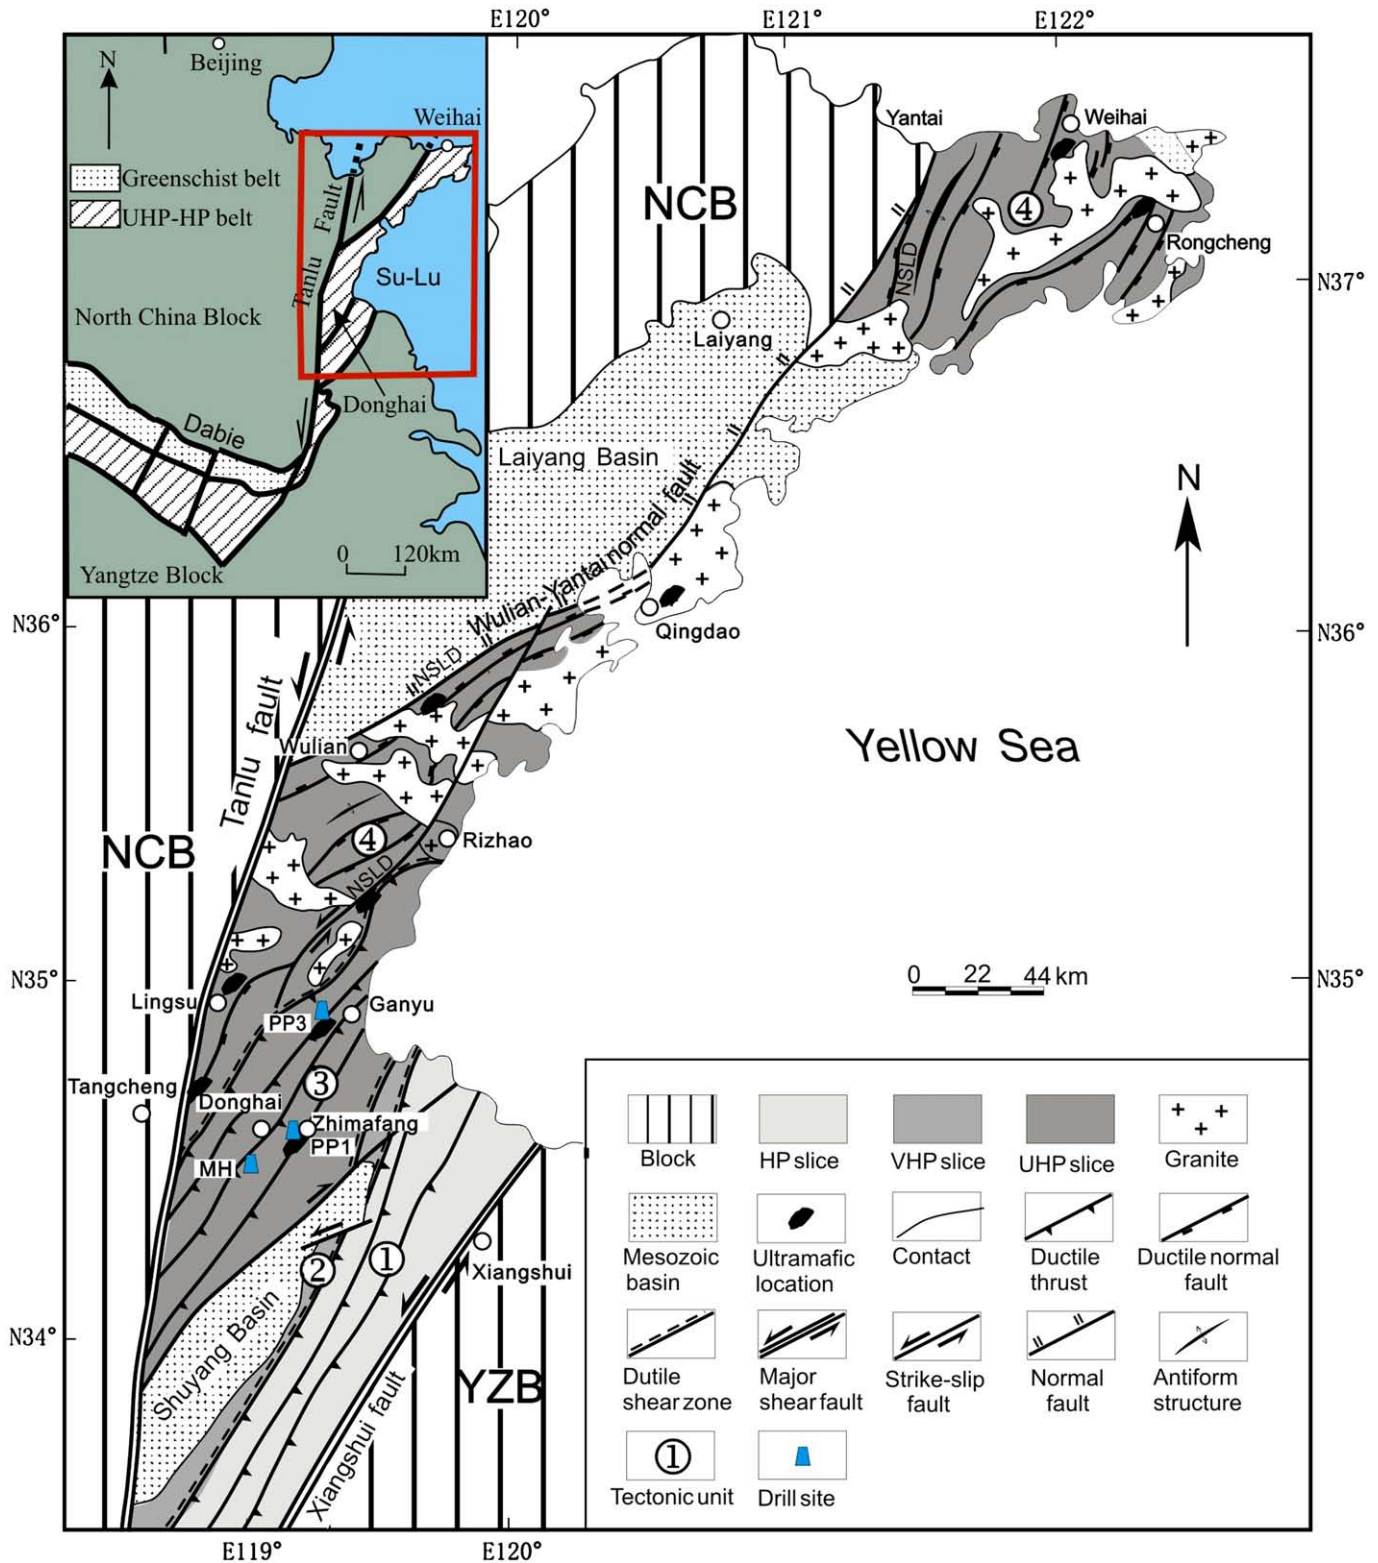 E120°
E121°
E122°
N
Beijing
Weihai
Greenschist belt
UHP-HP belt
Tanlu Fault
Su-Lu
North China Block
Donghai
Dabie
0 120km
Yangtze Block
NCB
Yantai
Weihai
4
Rongcheng
NSLD
N37°
N37°
Laiyang
Laiyang Basin
Wulian-Yantai normal fault
N
Qingdao
N36°
N36°
NSLD
Tanlu fault
Wulian
Yellow Sea
NCB
4
Rizhao
NSLD
N35°
N35°
Lingsu
PP3
Ganyu
0 22 44 km
Tangcheng
3
Donghai
Zhimafang
PP1
MH
2
1
Xiangshui
N34°
N34°
Shuyang Basin
Xiangshui fault
YZB
Block
HP slice
VHP slice
UHP slice
Granite
Mesozoic
basin
Ultramafic
location
Contact
Ductile
thrust
Ductile normal
fault
Dutile
shear zone
Major
shear fault
Strike-slip
fault
Normal
fault
Antiform
structure
1
Tectonic unit
Drill site
E119°
E120°